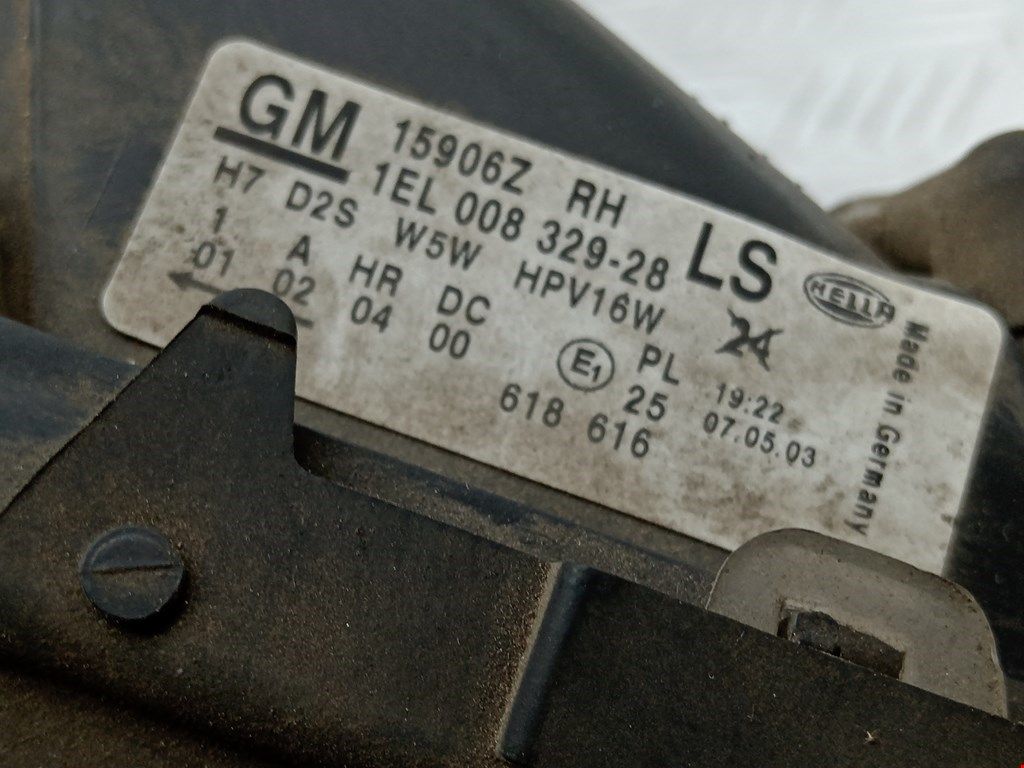 GM 15906Z RH
1EL 008 329-28 LS HELLA
H7 D2S W5W HPV16W 24
1 A HR DC E1 PL 19:22
01 02 04 00 25 07.05.03
618 616
Made in Germany